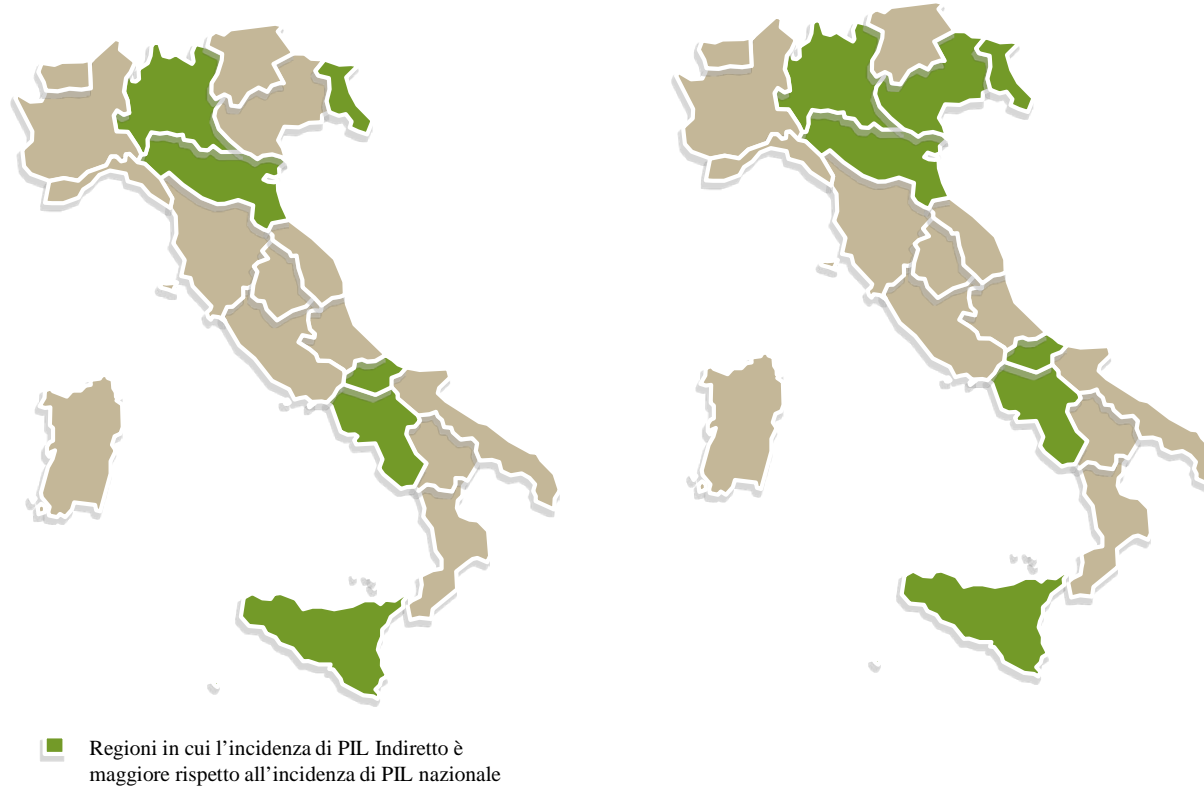 Regioni in cui l’incidenza di PIL Indiretto è
maggiore rispetto all’incidenza di PIL nazionale